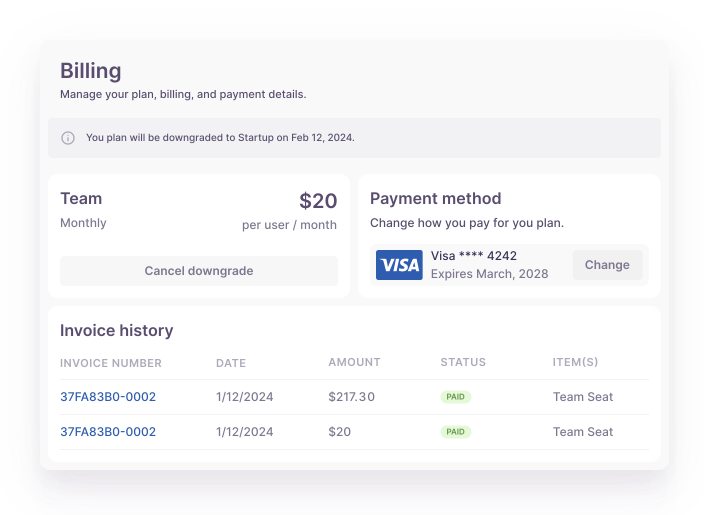 Billing
Manage your plan, billing, and payment details.
You plan will be downgraded to Startup on Feb 12, 2024.
Team
$20
Monthly
per user / month
Cancel downgrade
Payment method
Change how you pay for you plan.
VISA
Visa **** 4242
Expires March, 2028
Change
Invoice history
INVOICE NUMBER DATE AMOUNT STATUS ITEM(S)
37FA83B0-0002 1/12/2024 $217.30 PAID Team Seat
37FA83B0-0002 1/12/2024 $20 PAID Team Seat